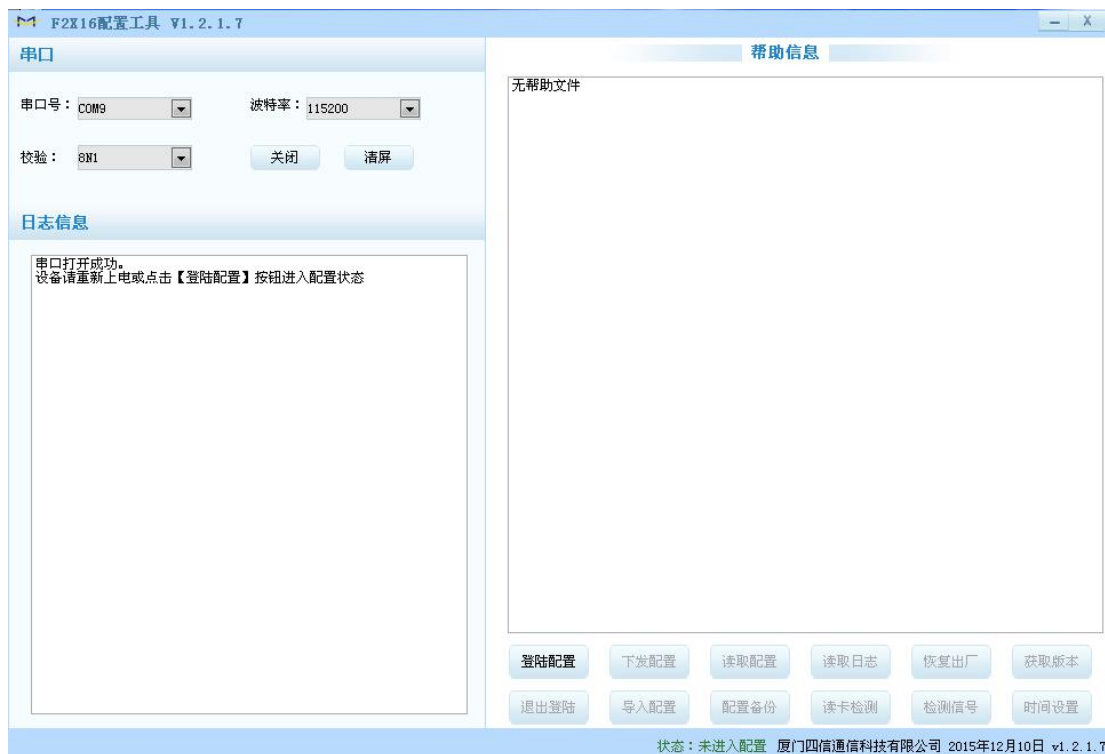 F2X16配置工具 V1.2.1.7
串口
串口号： COM9
波特率： 115200
校验： 8N1
关闭
清屏
日志信息
串口打开成功。
设备请重新上电或点击【登陆配置】按钮进入配置状态
帮助信息
无帮助文件
登陆配置 下发配置 读取配置 读取日志 恢复出厂 获取版本
退出登陆 导入配置 配置备份 读卡检测 检测信号 时间设置
状态：未进入配置 厦门四信通信科技有限公司 2015年12月10日 v1.2.1.7